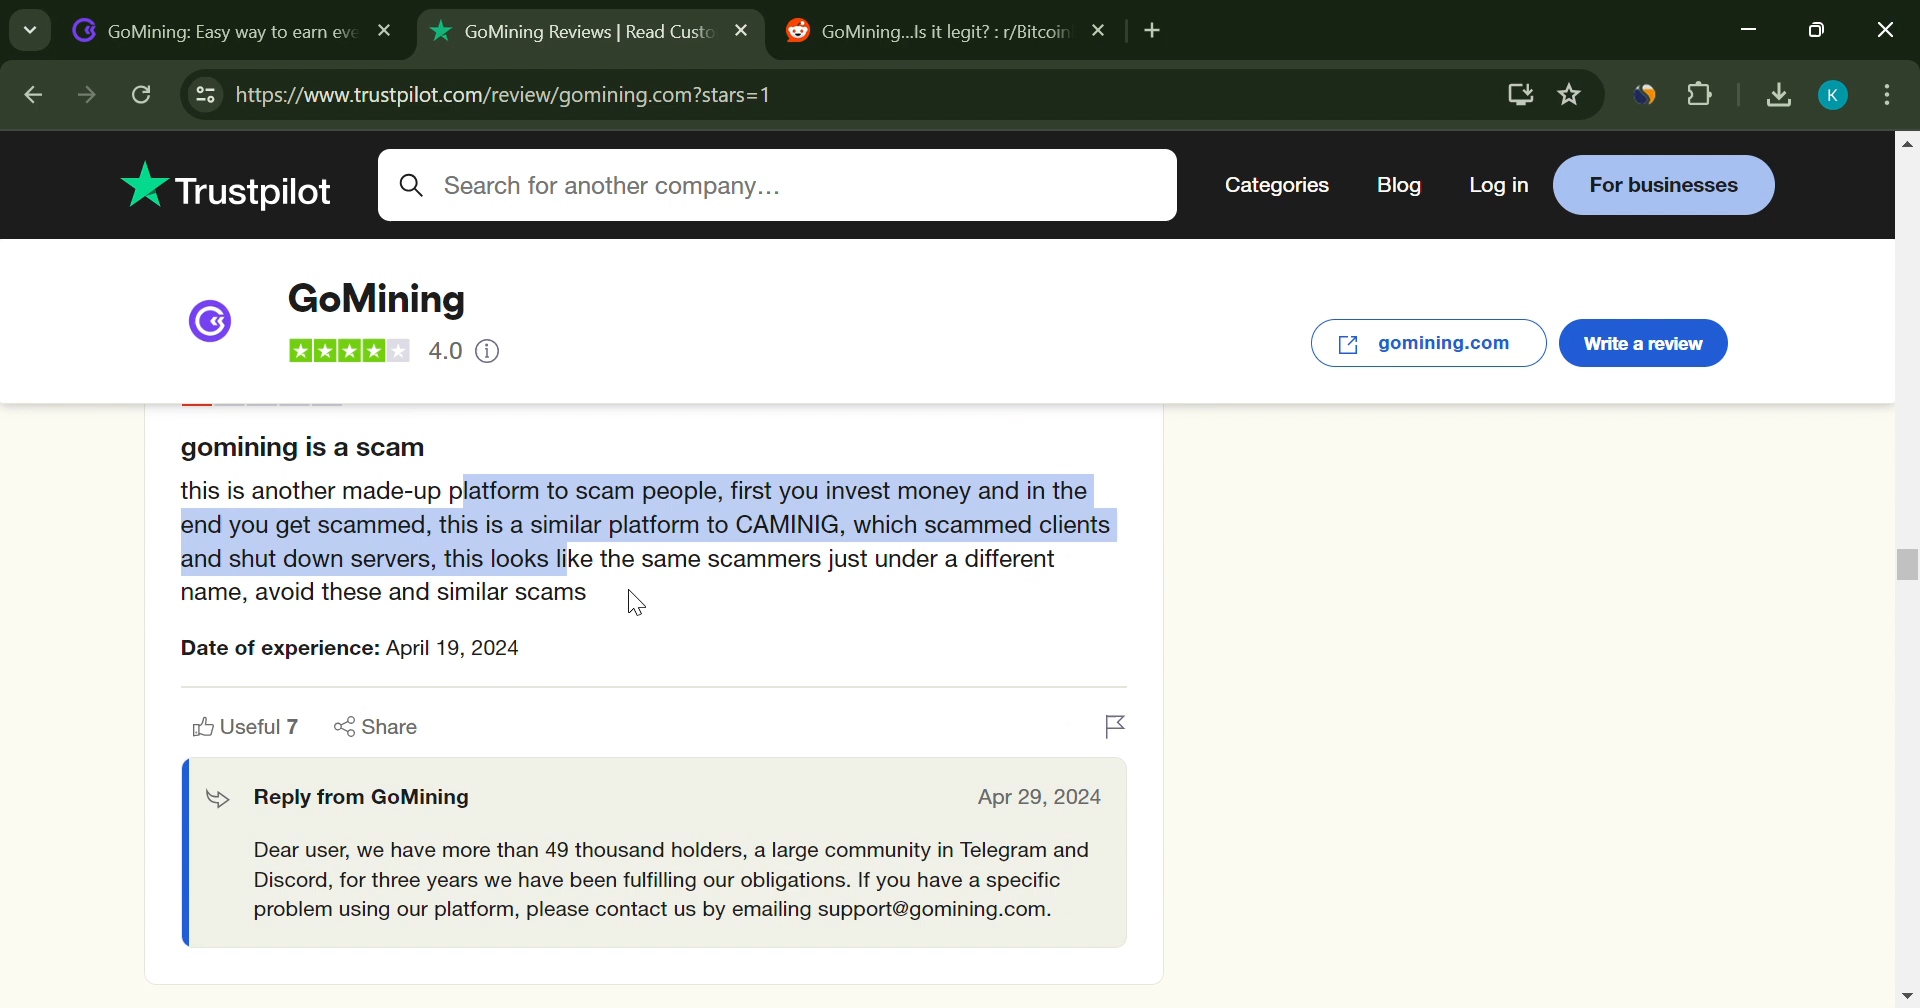 GoMining: Easy way to earn eve
GoMining Reviews | Read Custo
GoMining...Is it legit? : r/Bitcoin
https://www.trustpilot.com/review/gomining.com?stars=1
K
Trustpilot
Search for another company...
Categories
Blog
Log in
For businesses
GoMining
4.0
gomining.com
Write a review
gomining is a scam
this is another made-up platform to scam people, first you invest money and in the
end you get scammed, this is a similar platform to CAMINIG, which scammed clients
and shut down servers, this looks like the same scammers just under a different
name, avoid these and similar scams
Date of experience: April 19, 2024
Useful 7
Share
Reply from GoMining
Apr 29, 2024
Dear user, we have more than 49 thousand holders, a large community in Telegram and
Discord, for three years we have been fulfilling our obligations. If you have a specific
problem using our platform, please contact us by emailing support@gomining.com.